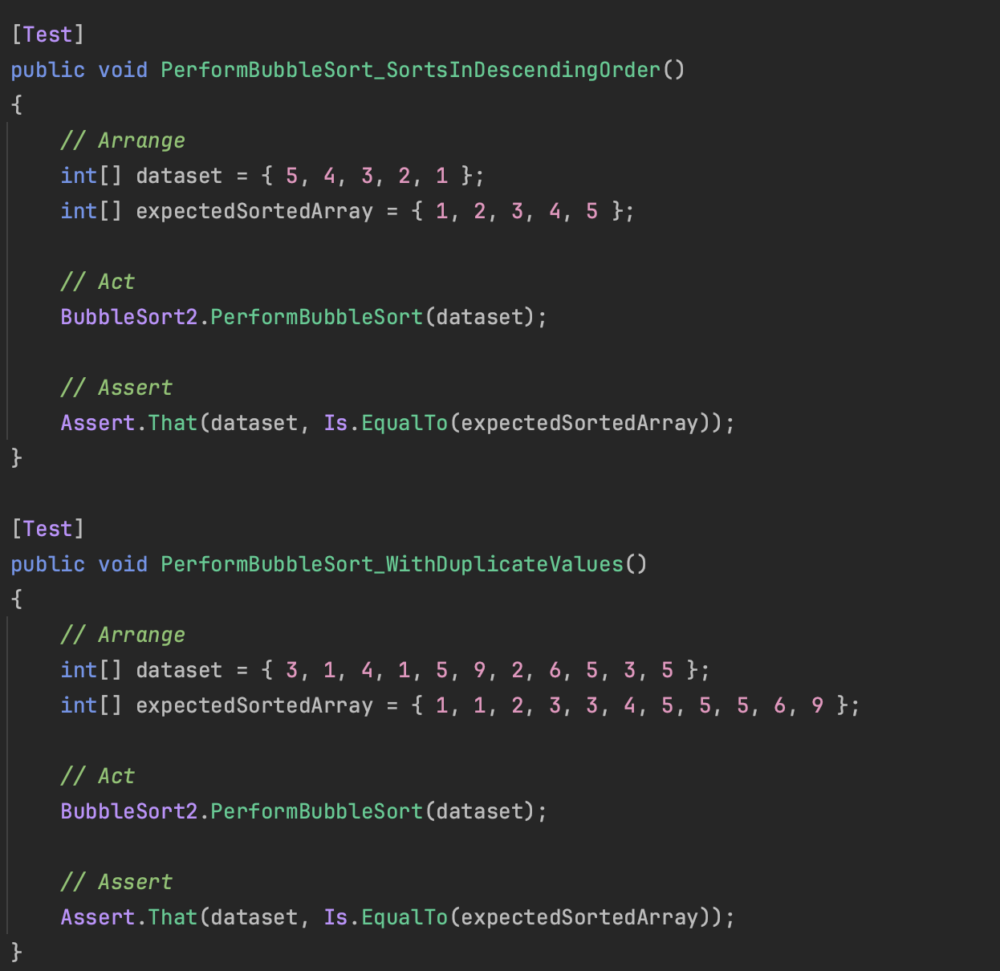 [Test]
public void PerformBubbleSort_SortsInDescendingOrder()
{
    // Arrange
    int[] dataset = { 5, 4, 3, 2, 1 };
    int[] expectedSortedArray = { 1, 2, 3, 4, 5 };

    // Act
    BubbleSort2.PerformBubbleSort(dataset);

    // Assert
    Assert.That(dataset, Is.EqualTo(expectedSortedArray));
}

[Test]
public void PerformBubbleSort_WithDuplicateValues()
{
    // Arrange
    int[] dataset = { 3, 1, 4, 1, 5, 9, 2, 6, 5, 3, 5 };
    int[] expectedSortedArray = { 1, 1, 2, 3, 3, 4, 5, 5, 5, 6, 9 };

    // Act
    BubbleSort2.PerformBubbleSort(dataset);

    // Assert
    Assert.That(dataset, Is.EqualTo(expectedSortedArray));
}